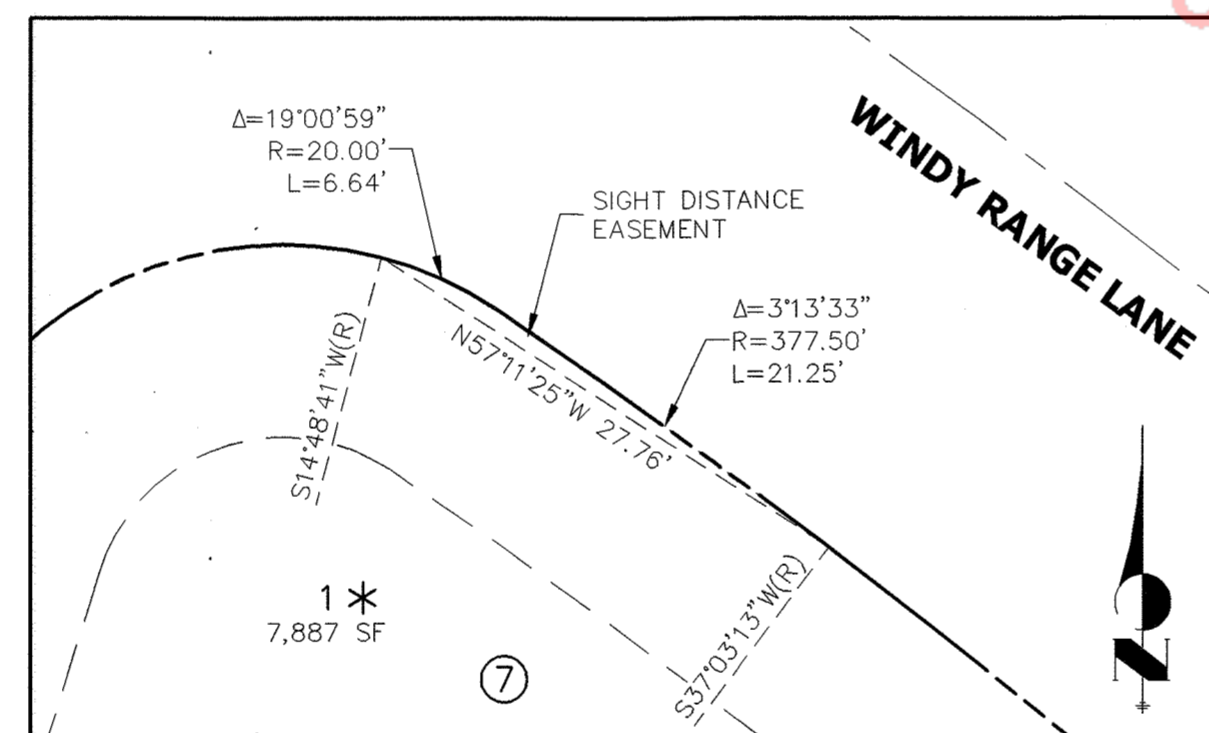 Δ=19°00'59"
R=20.00'
L=6.64'
SIGHT DISTANCE
EASEMENT
WINDY RANGE LANE
Δ=3°13'33"
R=377.50'
L=21.25'
N57°11'25"W 27.76'
S14°48'41"W(R)
S37°03'13"W(R)
1 *
7,887 SF
7
N